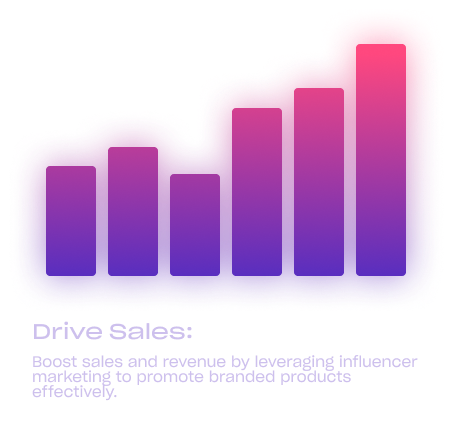 Drive Sales:
Boost sales and revenue by leveraging influencer
marketing to promote branded products
effectively.